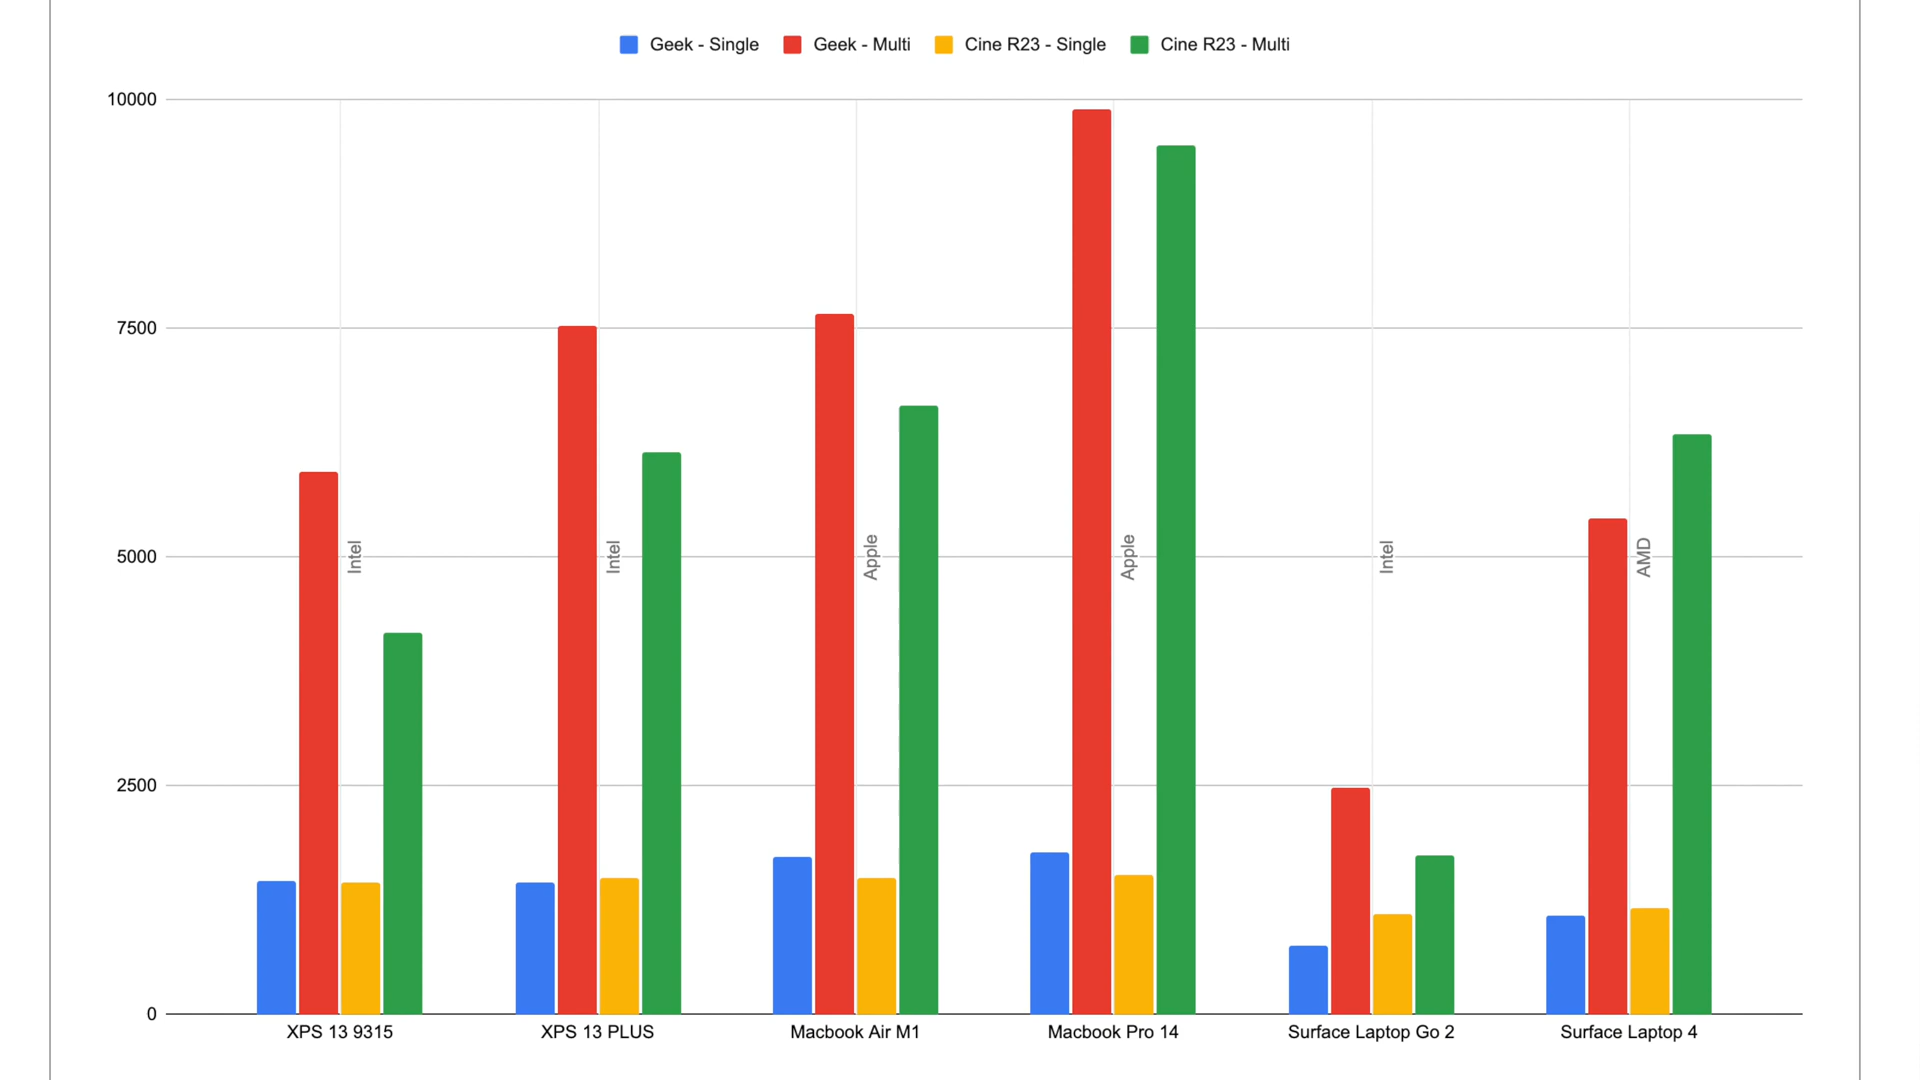 Geek - Single Geek - Multi Cine R23 - Single Cine R23 - Multi
10000
7500
5000
2500
0
Intel
Intel
Apple
Apple
Intel
AMD
XPS 13 9315 XPS 13 PLUS Macbook Air M1 Macbook Pro 14 Surface Laptop Go 2 Surface Laptop 4